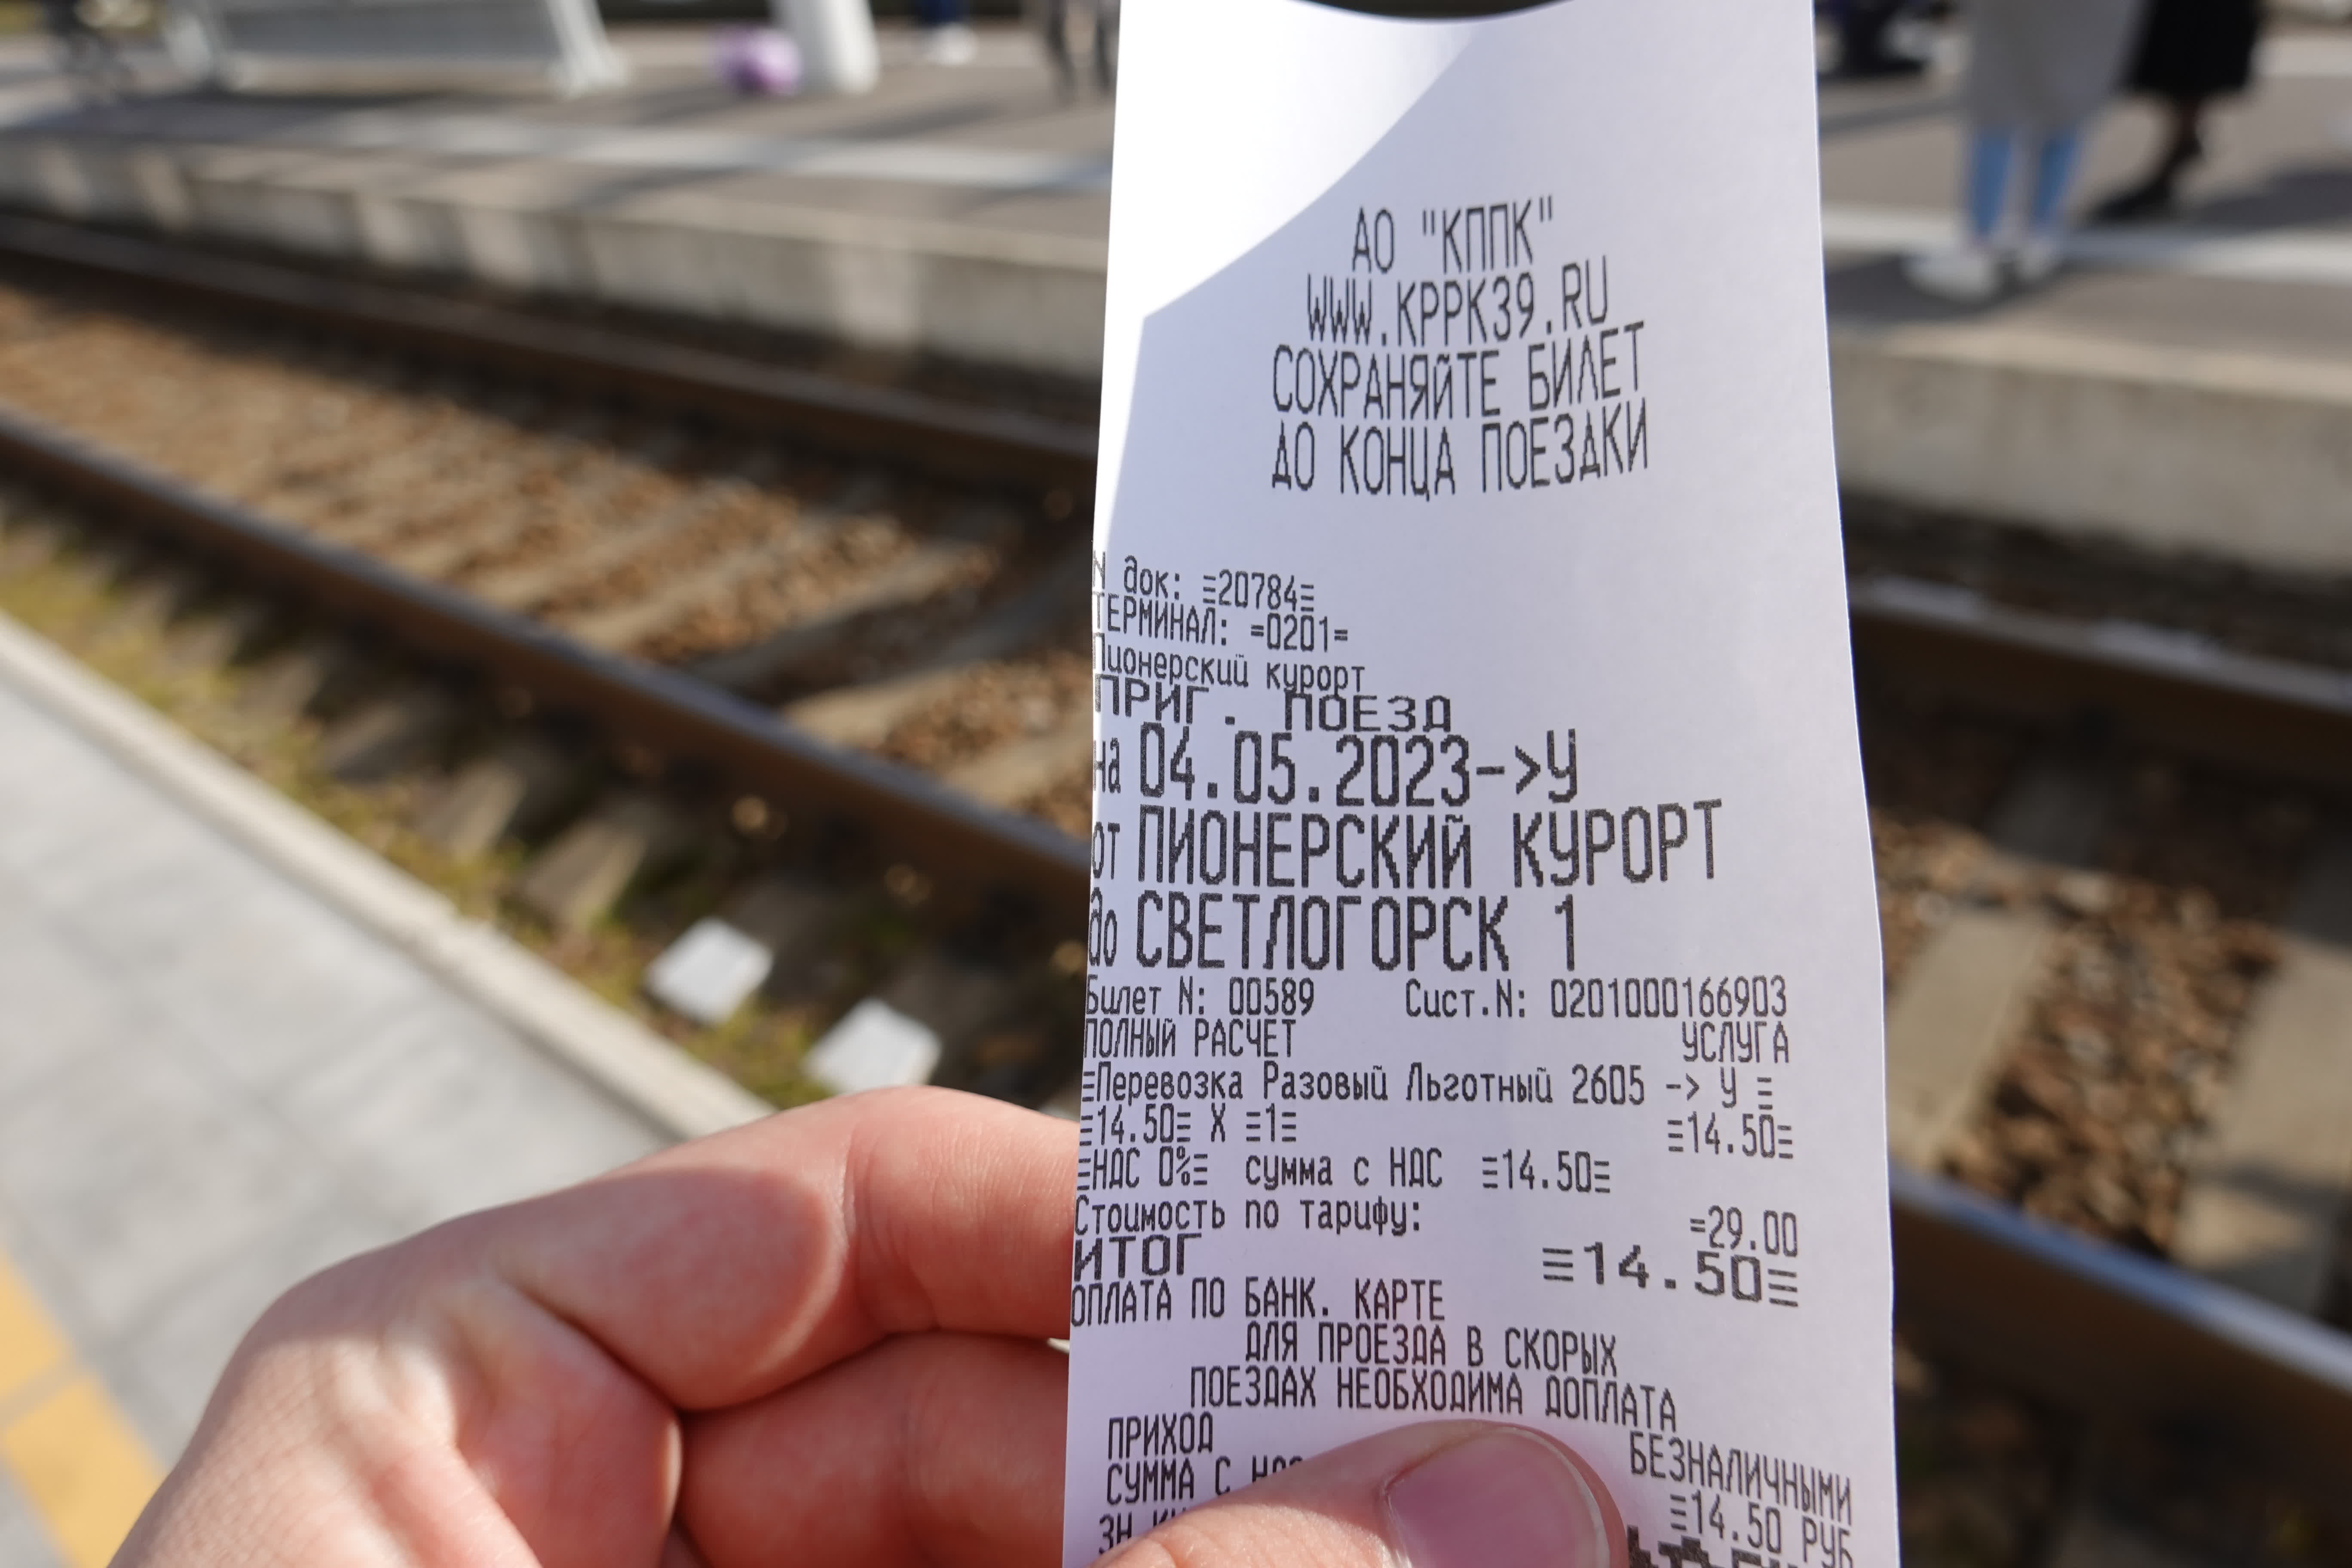 АО "КППК"
WWW.KPPK39.RU
СОХРАНЯЙТЕ БИЛЕТ
ДО КОНЦА ПОЕЗДКИ
N док: ≡20784≡
ТЕРМИНАЛ: =0201=
Пионерский курорт
ПРИГ. ПОЕЗД
на 04.05.2023->У
от ПИОНЕРСКИЙ КУРОРТ
до СВЕТЛОГОРСК 1
Билет N: 00589 Сист.N: 0201000166903
ПОЛНЫЙ РАСЧЕТ УСЛУГА
≡Перевозка Разовый Льготный 2605 -> У ≡
≡14.50≡ X ≡1≡ ≡14.50≡
≡НДС 0%≡ сумма с НДС ≡14.50≡
Стоимость по тарифу: =29.00
ИТОГ ≡14.50≡
ОПЛАТА ПО БАНК. КАРТЕ
ДЛЯ ПРОЕЗДА В СКОРЫХ
ПОЕЗДАХ НЕОБХОДИМА ДОПЛАТА
ПРИХОД БЕЗНАЛИЧНЫМИ
СУММА С ≡14.50 РУБ
ЗН